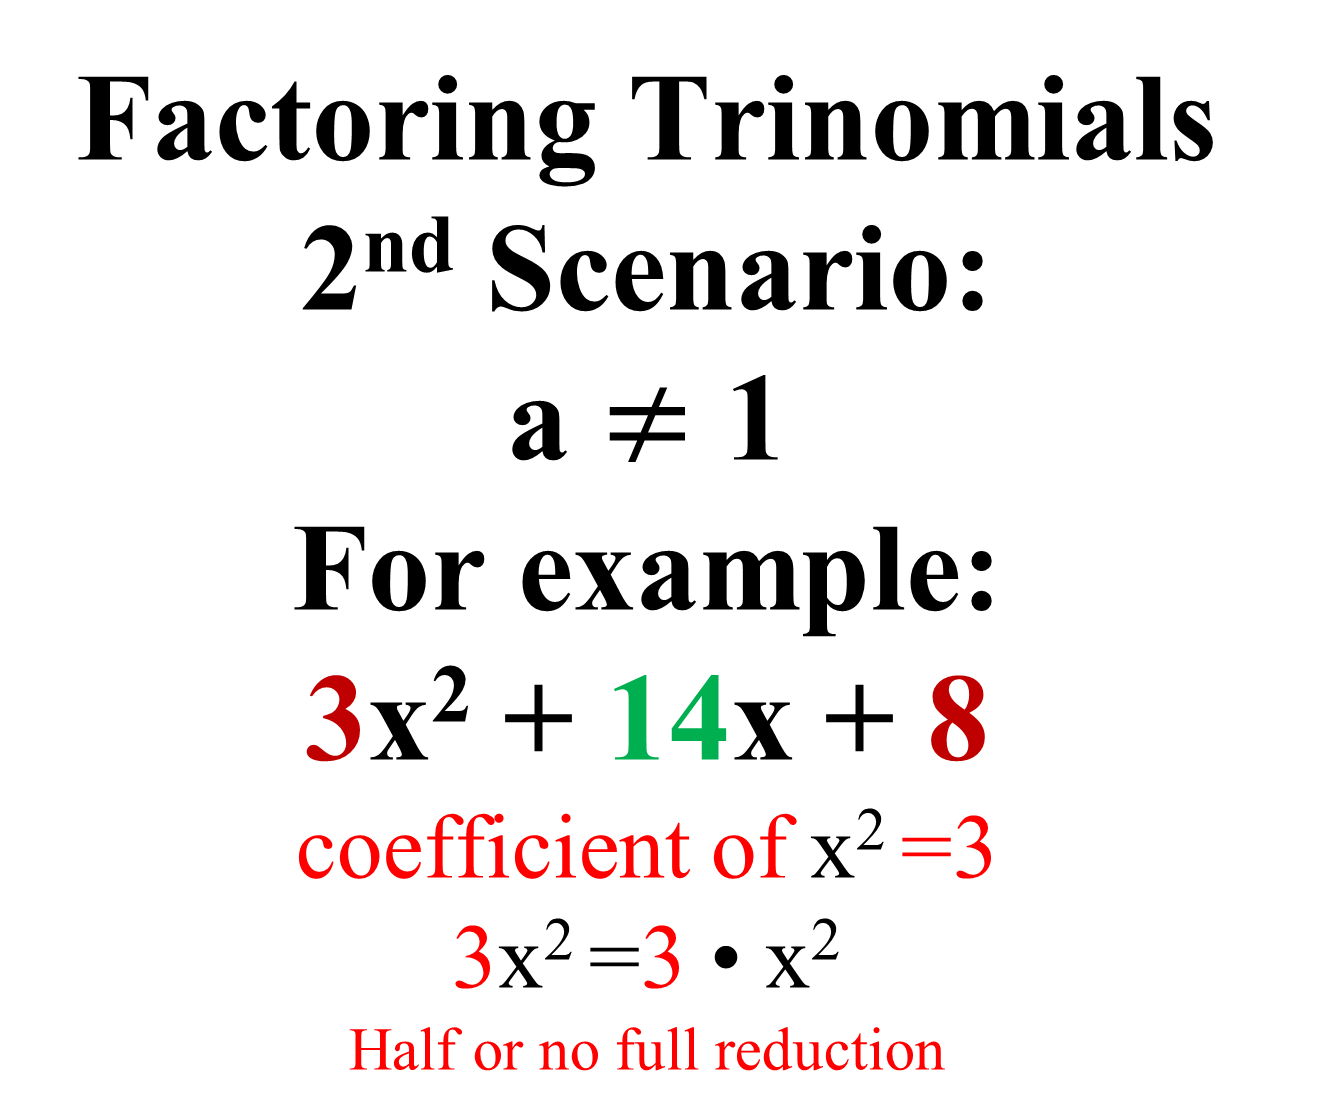 Factoring Trinomials
2nd Scenario:
a ≠ 1
For example:
3x² + 14x + 8
coefficient of x² =3
3x² =3 • x²
Half or no full reduction